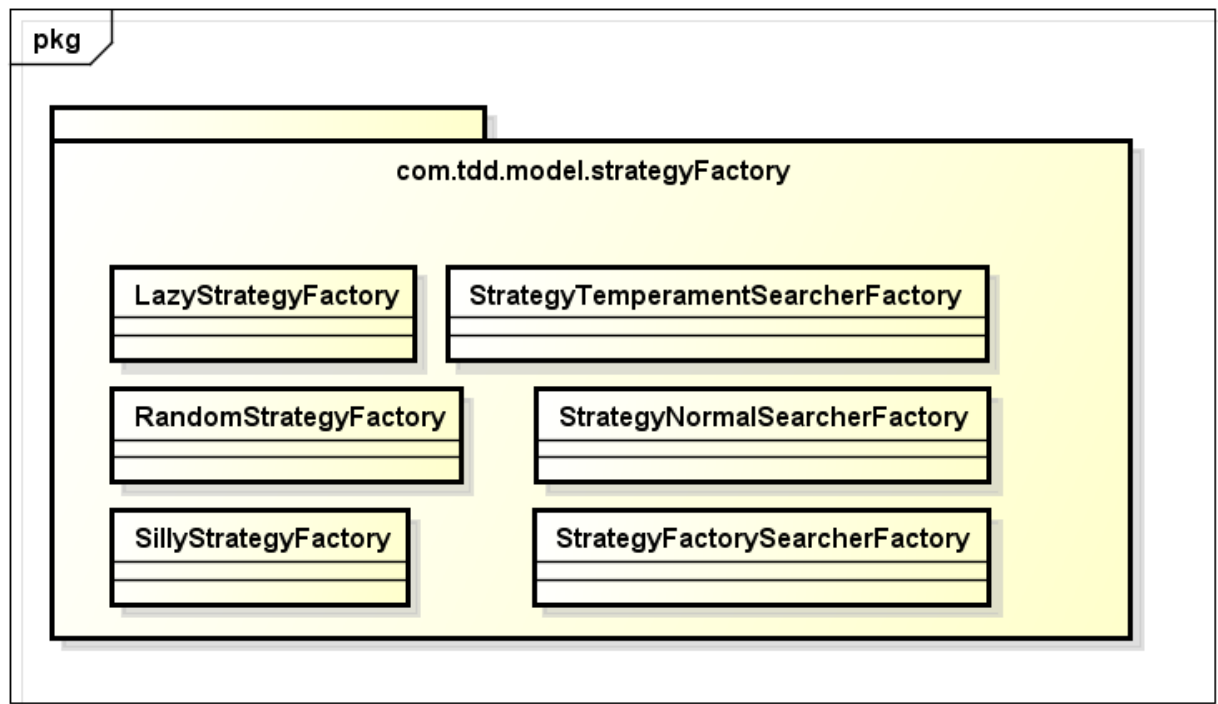 pkg
com.tdd.model.strategyFactory
LazyStrategyFactory
StrategyTemperamentSearcherFactory
RandomStrategyFactory
StrategyNormalSearcherFactory
SillyStrategyFactory
StrategyFactorySearcherFactory